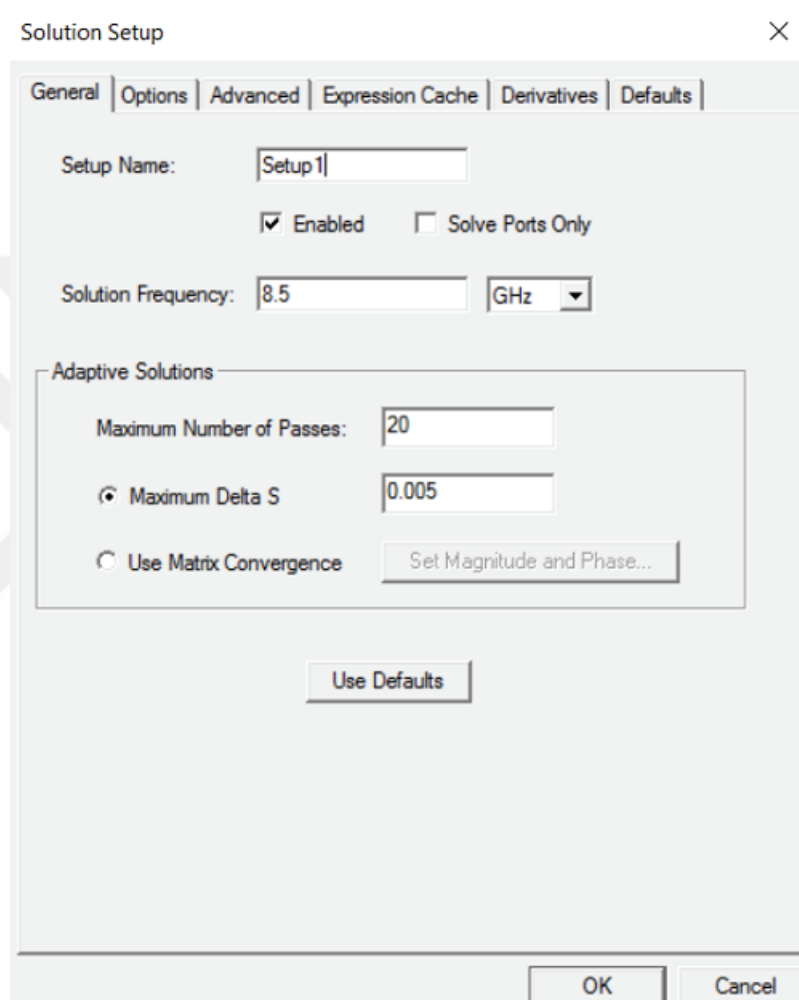 Solution Setup
General Options Advanced Expression Cache Derivatives Defaults
Setup Name: Setup1
Enabled Solve Ports Only
Solution Frequency: 8.5 GHz
Adaptive Solutions
Maximum Number of Passes: 20
Maximum Delta S 0.005
Use Matrix Convergence Set Magnitude and Phase...
Use Defaults
OK Cancel